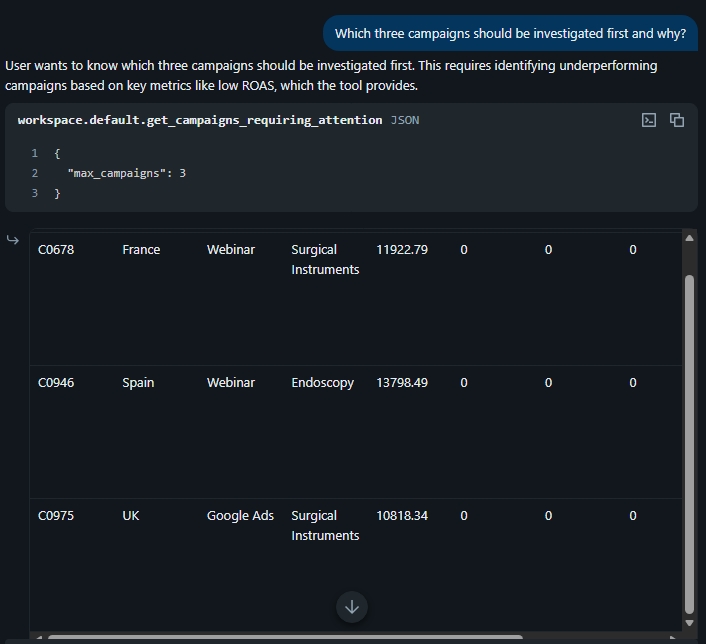 Which three campaigns should be investigated first and why?
User wants to know which three campaigns should be investigated first. This requires identifying underperforming
campaigns based on key metrics like low ROAS, which the tool provides.
workspace.default.get_campaigns_requiring_attention JSON
1 {
2 "max_campaigns": 3
3 }
C0678 France Webinar Surgical 11922.79 0 0 0
Instruments
C0946 Spain Webinar Endoscopy 13798.49 0 0 0
C0975 UK Google Ads Surgical 10818.34 0 0 0
Instruments